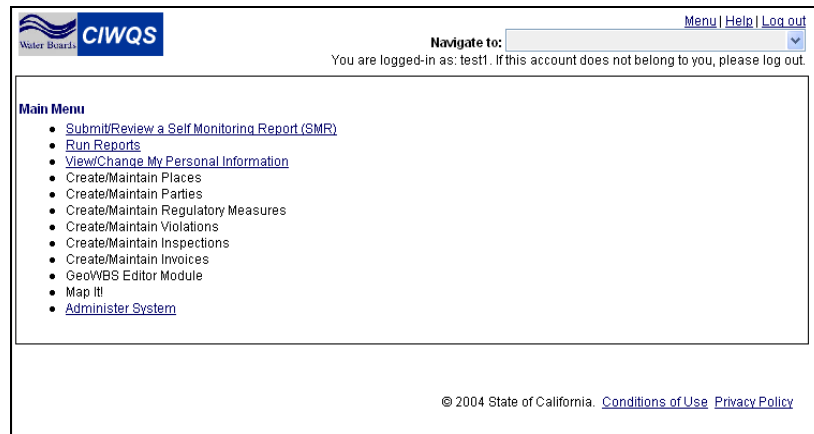 Water Boards CIWQS
Menu | Help | Log out
Navigate to:
You are logged-in as: test1. If this account does not belong to you, please log out.
Main Menu
• Submit/Review a Self Monitoring Report (SMR)
• Run Reports
• View/Change My Personal Information
• Create/Maintain Places
• Create/Maintain Parties
• Create/Maintain Regulatory Measures
• Create/Maintain Violations
• Create/Maintain Inspections
• Create/Maintain Invoices
• GeoWBS Editor Module
• Map It!
• Administer System
© 2004 State of California. Conditions of Use Privacy Policy